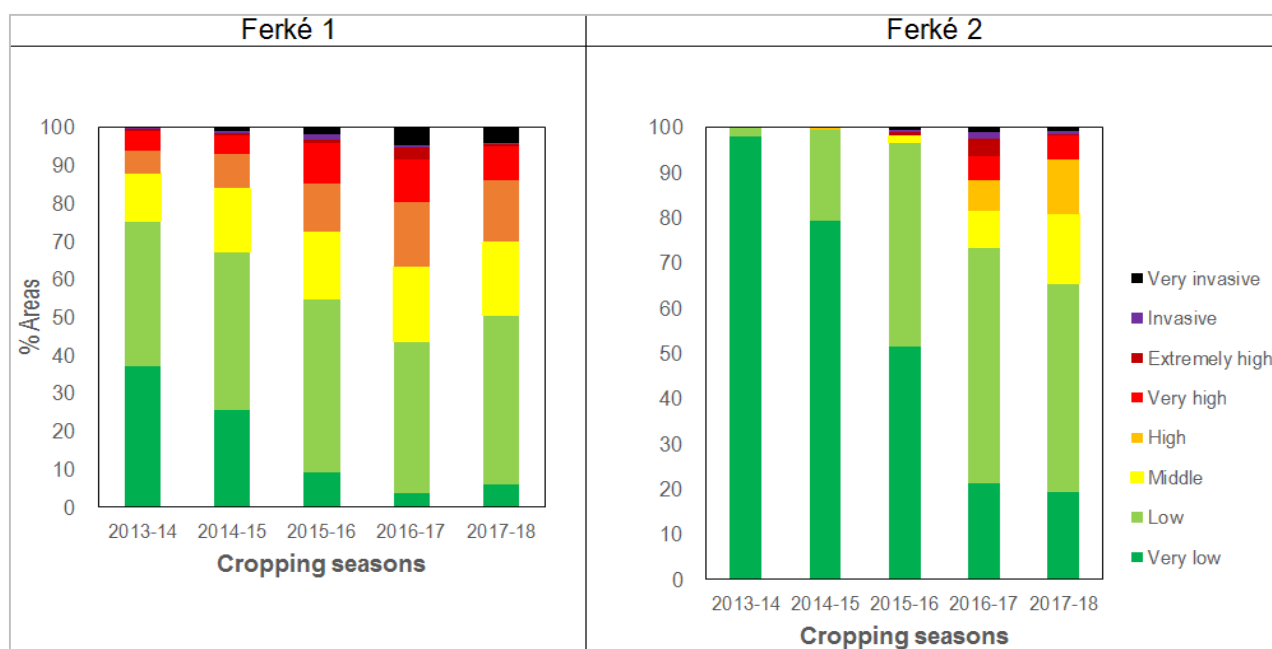 Ferké 1
Ferké 2
% Areas
100
90
80
70
60
50
40
30
20
10
0
2013-14 2014-15 2015-16 2016-17 2017-18
Cropping seasons
100
90
80
70
60
50
40
30
20
10
0
2013-14 2014-15 2015-16 2016-17 2017-18
Cropping seasons
Very invasive
Invasive
Extremely high
Very high
High
Middle
Low
Very low